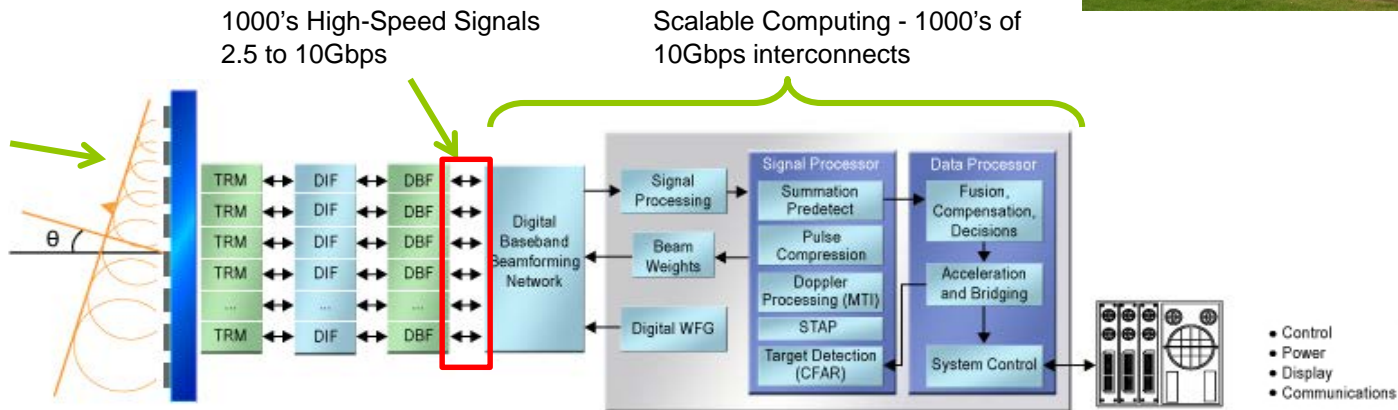 1000's High-Speed Signals
2.5 to 10Gbps
Scalable Computing - 1000's of
10Gbps interconnects
θ
TRM
DIF
DBF
TRM
DIF
DBF
TRM
DIF
DBF
TRM
DIF
DBF
...
...
...
TRM
DIF
DBF
Digital
Baseband
Beamforming
Network
Signal
Processing
Beam
Weights
Digital WFG
Signal Processor
Summation
Predetect
Pulse
Compression
Doppler
Processing (MTI)
STAP
Target Detection
(CFAR)
Data Processor
Fusion,
Compensation,
Decisions
Acceleration
and Bridging
System Control
● Control
● Power
● Display
● Communications